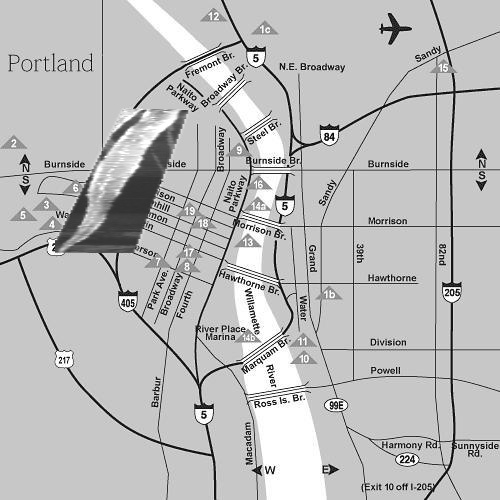 12
1c
Portland
Fremont Br.
5
N.E. Broadway
Sandy
15
Naito
Parkway
Broadway Br.
Steel Br.
84
2
N
S
Burnside
side
Broadway
9
Burnside Br.
Burnside
N
S
6
Naito
Parkway
16
Sandy
3
5
4
Wa
son
hill
mon
lin
19
18
14a
5
Morrison Br.
Morrison
13
Grand
39th
82nd
erson
7
17
8
Hawthorne Br.
Hawthorne
405
Park Ave.
Broadway
Fourth
Willamette
River
Water
1b
205
River Place
Marina
14b
Marquam Br.
11
10
Division
217
Powell
Barbur
5
Ross Is. Br.
99E
Macadam
Harmony Rd.
Sunnyside
Rd.
224
W
E
(Exit 10 off I-205)